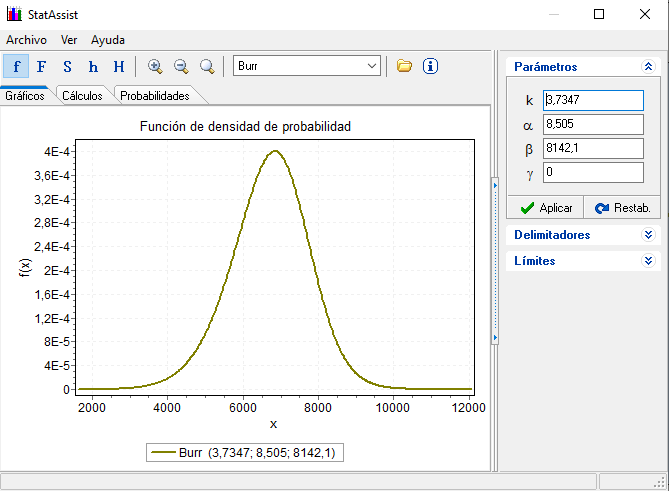 StatAssist
Archivo Ver Ayuda
f F S h H Burr
Gráficos Cálculos Probabilidades
Función de densidad de probabilidad
4E-4
3,6E-4
3,2E-4
2,8E-4
2,4E-4
2E-4
1,6E-4
1,2E-4
8E-5
4E-5
0
f(x)
2000 4000 6000 8000 10000 12000
x
Burr (3,7347; 8,505; 8142,1)
Parámetros
k 3,7347
α 8,505
β 8142,1
γ 0
Aplicar Restab.
Delimitadores
Límites